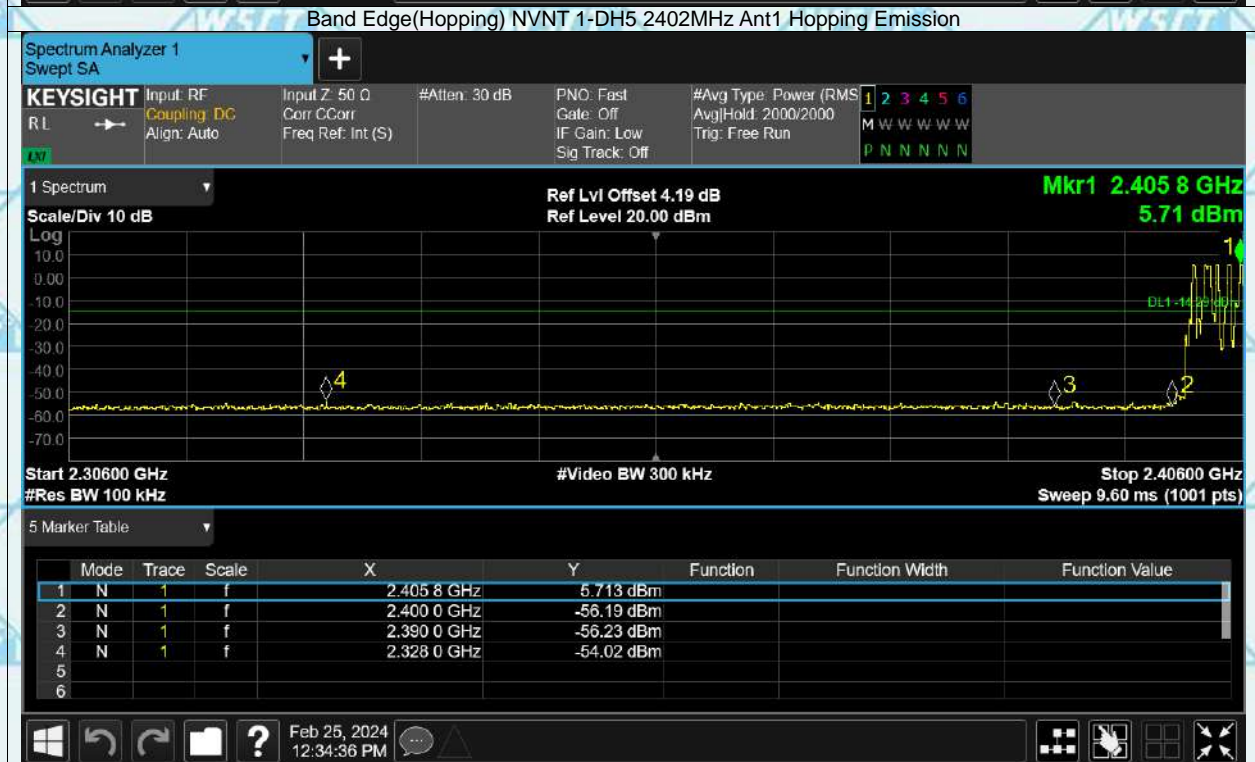 Band Edge(Hopping) NVNT 1-DH5 2402MHz Ant1 Hopping Emission
Spectrum Analyzer 1
Swept SA
+
KEYSIGHT Input: RF Input Z: 50 Ω #Atten: 30 dB PNO: Fast #Avg Type: Power (RMS 1 2 3 4 5 6
RL Coupling: DC Corr CCorr Gate: Off Avg|Hold: 2000/2000 M W W W W W
Align: Auto Freq Ref: Int (S) IF Gain: Low Trig: Free Run
LXI Sig Track: Off P N N N N N
1 Spectrum Ref Lvl Offset 4.19 dB Mkr1 2.405 8 GHz
Scale/Div 10 dB Ref Level 20.00 dBm 5.71 dBm
Log
1
10.0
0.00
-10.0
DL1 -14.29 dBm
-20.0
-30.0
-40.0
4 3 2
-50.0
-60.0
-70.0
Start 2.30600 GHz #Video BW 300 kHz Stop 2.40600 GHz
#Res BW 100 kHz Sweep 9.60 ms (1001 pts)
5 Marker Table
Mode Trace Scale X Y Function Function Width Function Value
1 N 1 f 2.405 8 GHz 5.713 dBm
2 N 1 f 2.400 0 GHz -56.19 dBm
3 N 1 f 2.390 0 GHz -56.23 dBm
4 N 1 f 2.328 0 GHz -54.02 dBm
5
6
? Feb 25, 2024
12:34:36 PM